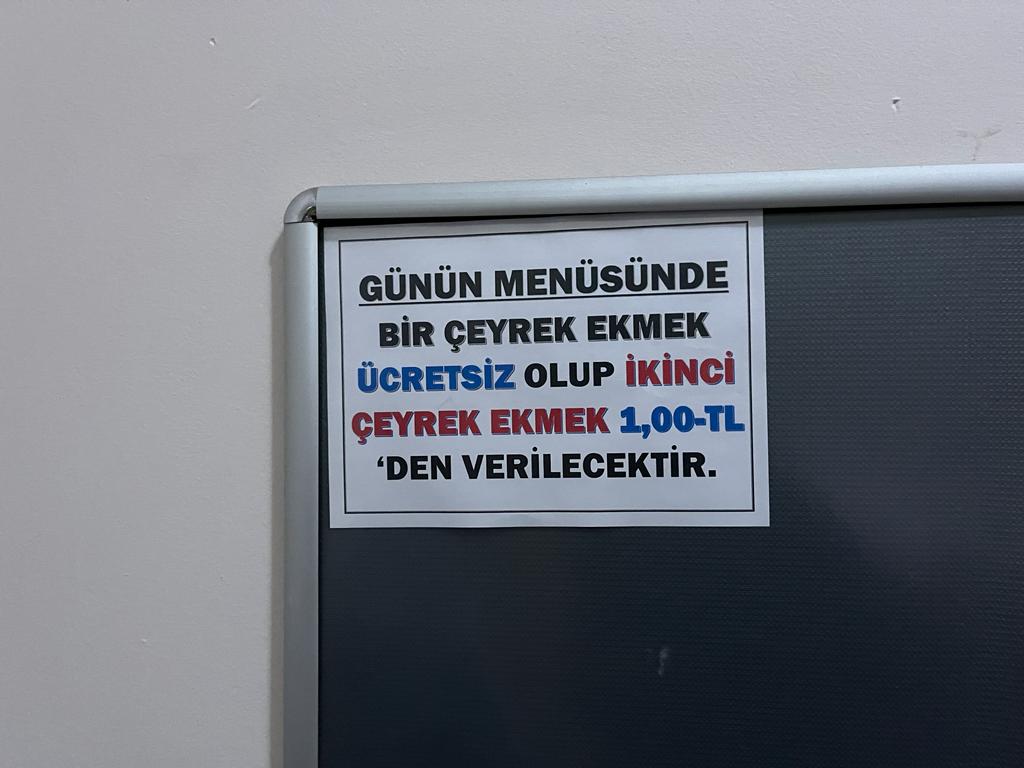 GÜNÜN MENÜSÜNDE
BİR ÇEYREK EKMEK
ÜCRETSİZ OLUP İKİNCİ
ÇEYREK EKMEK 1,00-TL
‘DEN VERİLECEKTİR.